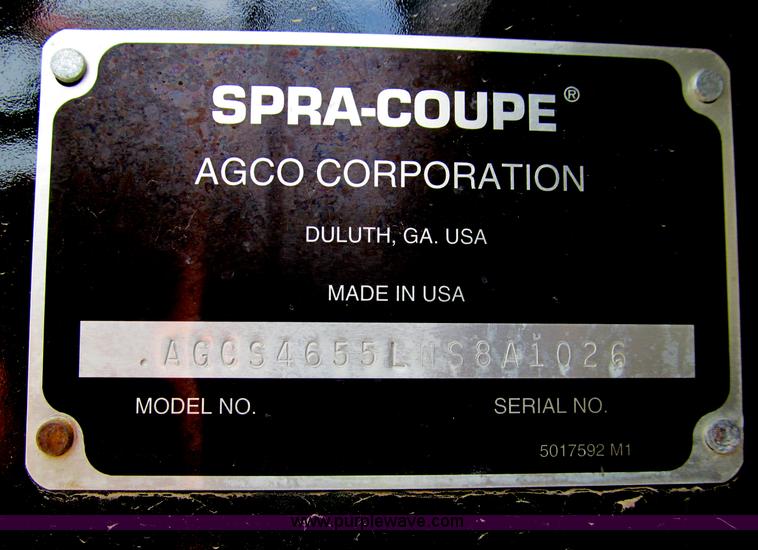 SPRA-COUPE®
AGCO CORPORATION
DULUTH, GA. USA
MADE IN USA
.AGCS4655LNS8A1026
MODEL NO. SERIAL NO.
5017592 M1
www.purplewave.com